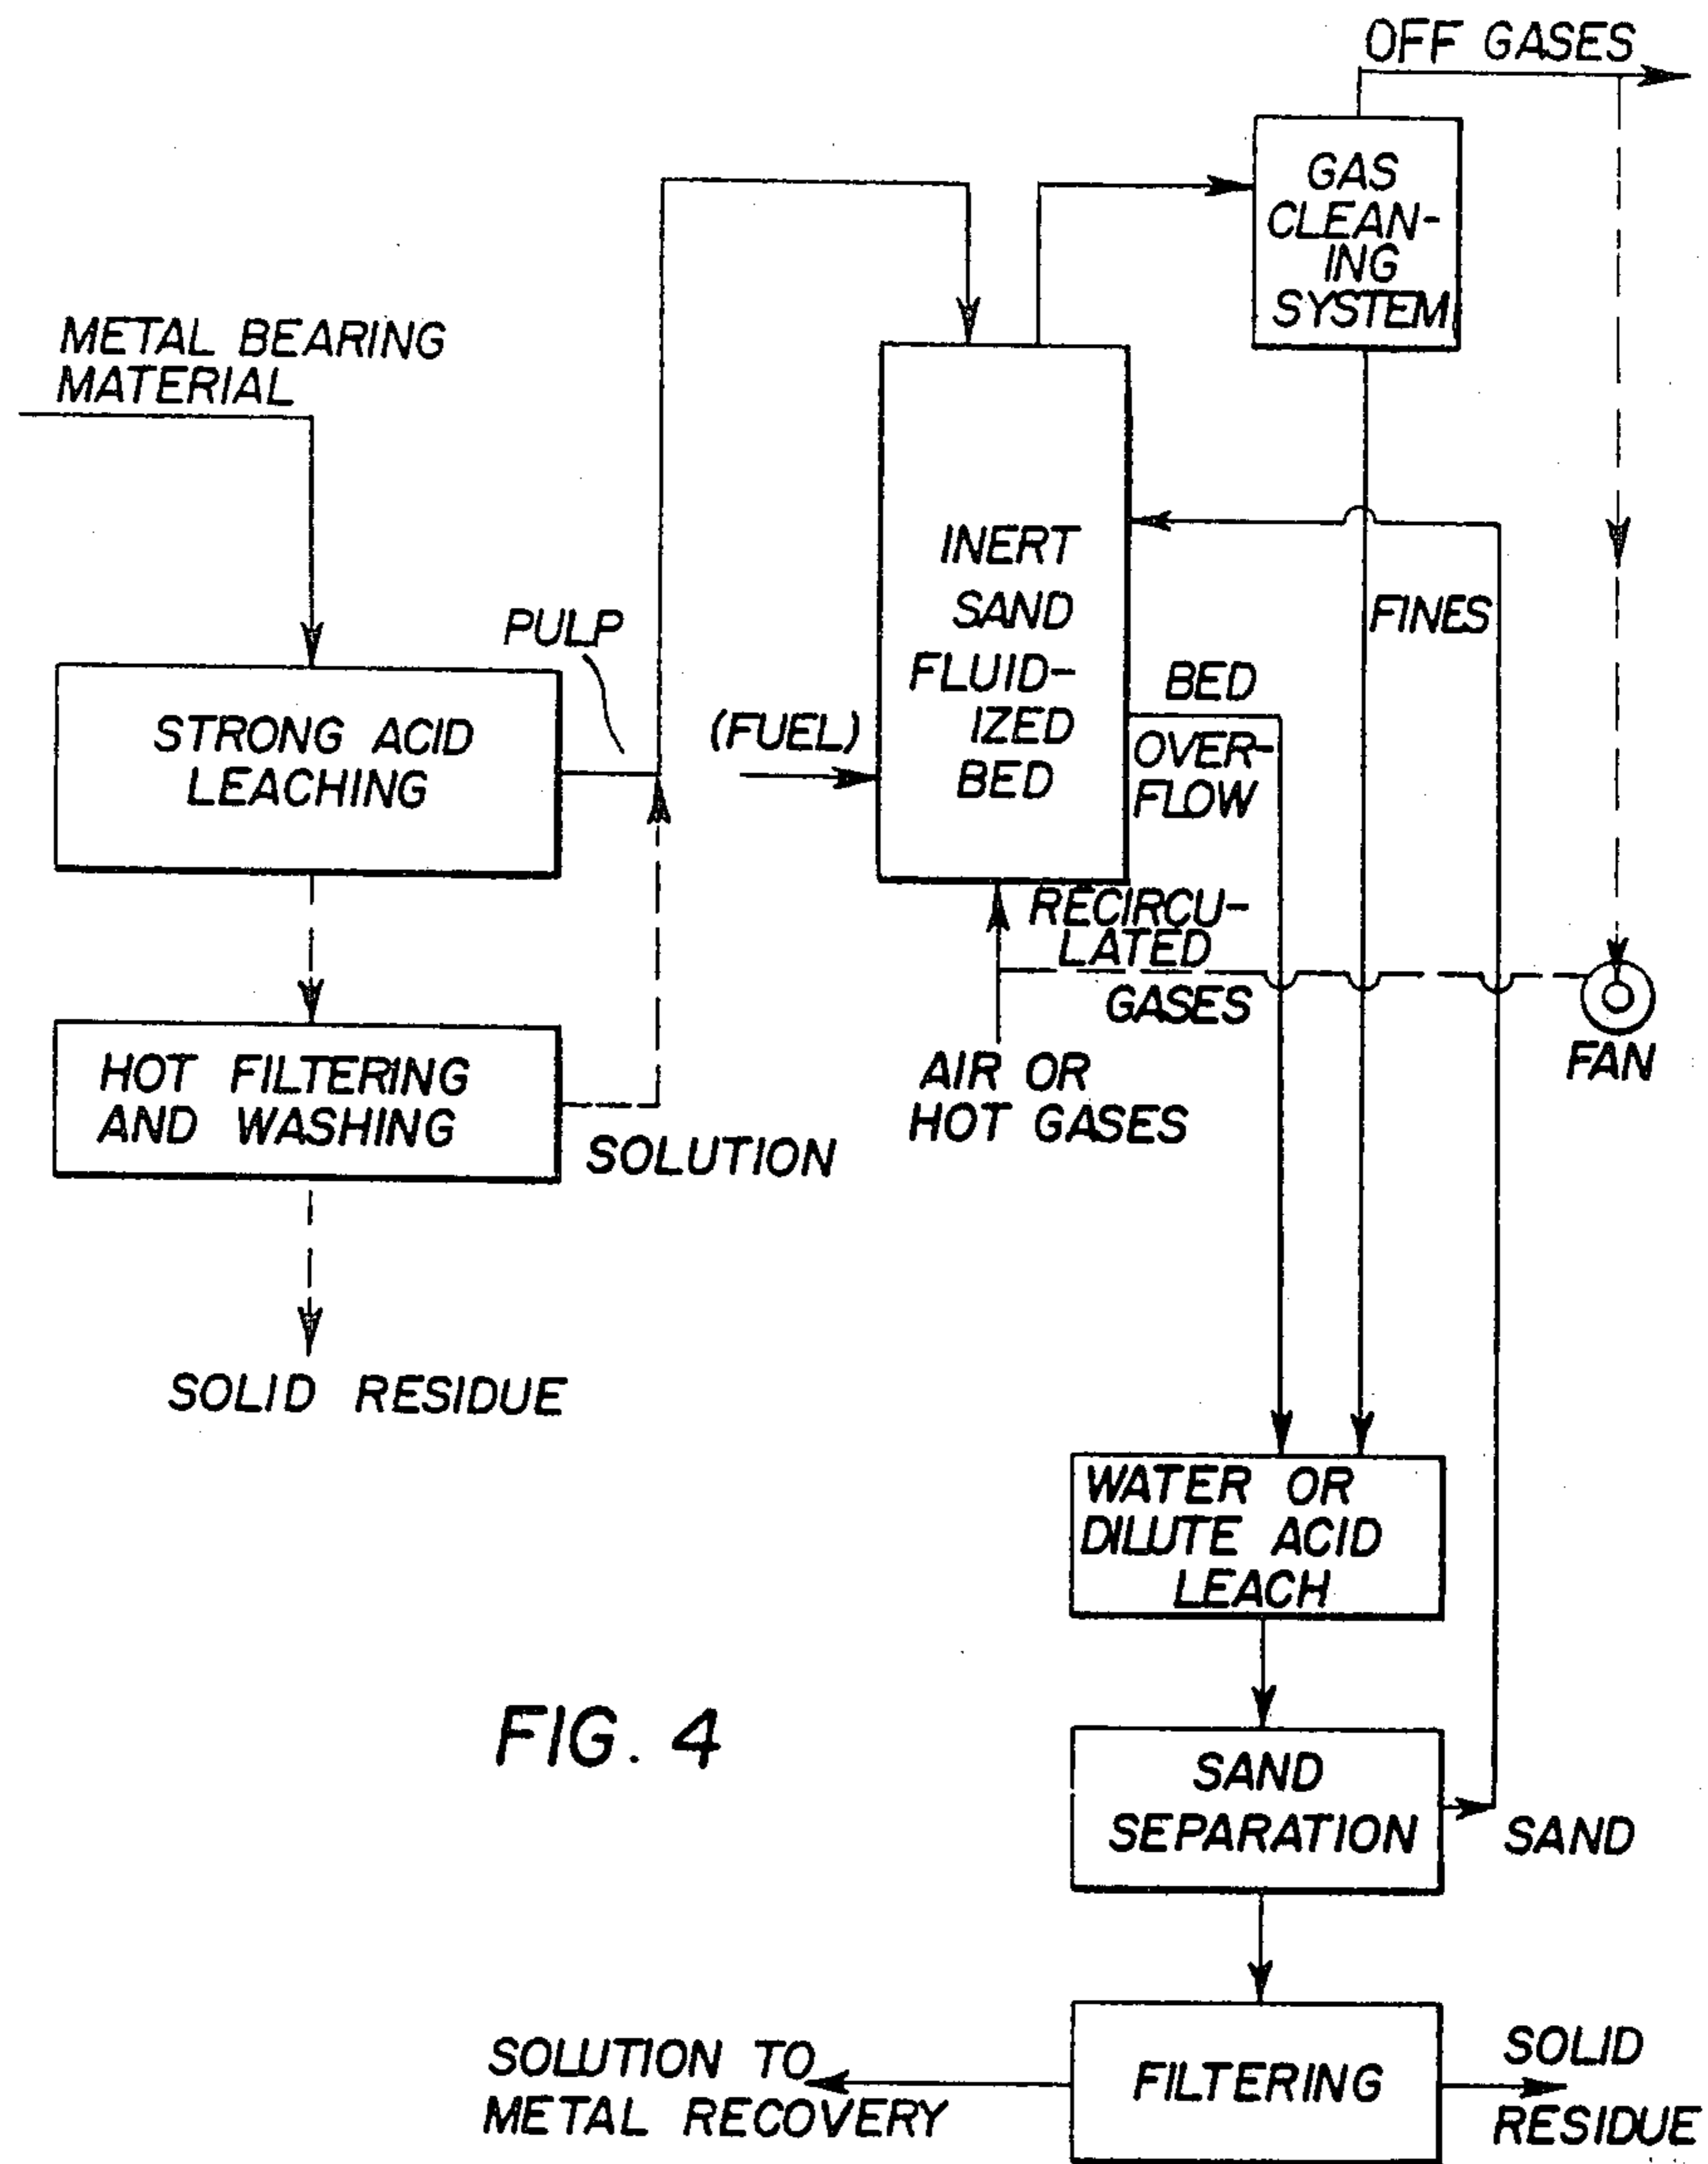 OFF GASES
GAS
CLEAN-
ING
SYSTEM
METAL BEARING
MATERIAL
INERT
SAND
FLUID-
IZED
BED
FINES
PULP
(FUEL)
BED
OVER-
FLOW
STRONG ACID
LEACHING
RECIRCU-
LATED
GASES
FAN
AIR OR
HOT GASES
HOT FILTERING
AND WASHING
SOLUTION
SOLID RESIDUE
WATER OR
DILUTE ACID
LEACH
FIG. 4
SAND
SEPARATION
SAND
FILTERING
SOLUTION TO
METAL RECOVERY
SOLID
RESIDUE